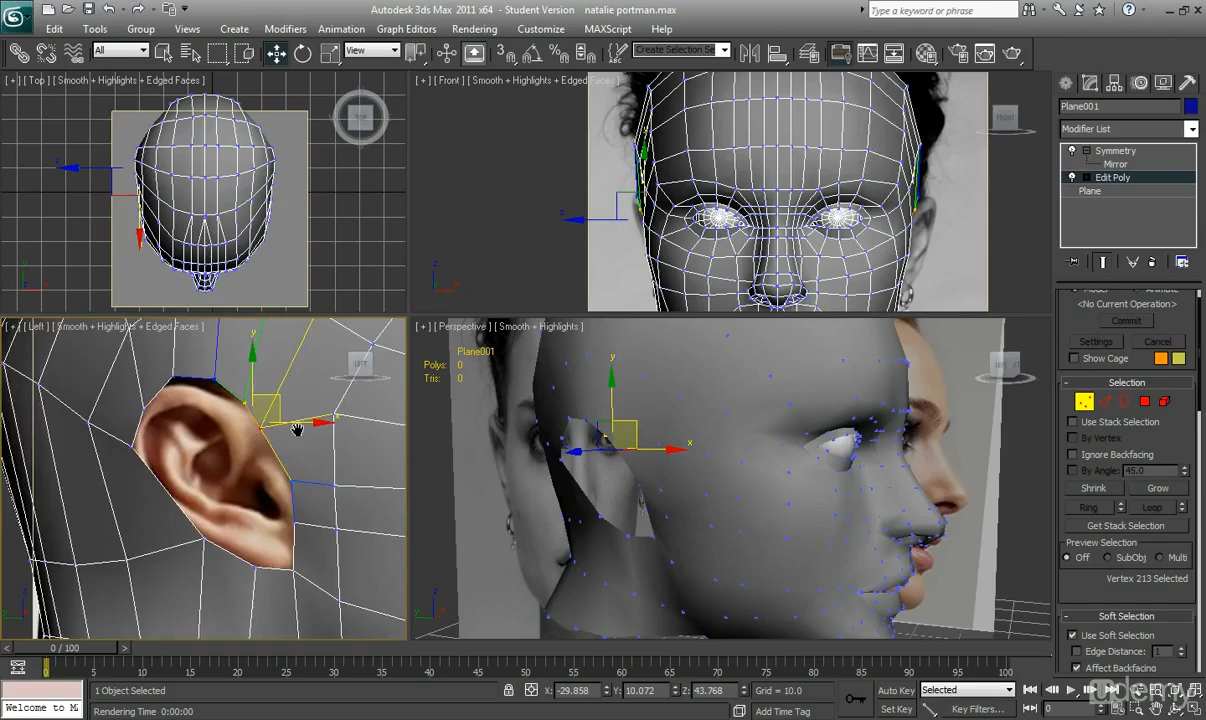 Autodesk 3ds Max 2011 x64 - Student Version natalie portman.max
Type a keyword or phrase
Edit Tools Group Views Create Modifiers Animation Graph Editors Rendering Customize MAXScript Help
All View Create Selection Se
[ + ] [ Top ] [ Smooth + Highlights + Edged Faces ]
TOP
[ + ] [ Front ] [ Smooth + Highlights + Edged Faces ]
FRONT
Plane001
Modifier List
Symmetry
Mirror
Edit Poly
Plane
<No Current Operation>
Commit
Settings Cancel
Show Cage
Selection
Use Stack Selection
By Vertex
Ignore Backfacing
By Angle: 45.0
Shrink Grow
Ring Loop
Get Stack Selection
Preview Selection
Off SubObj Multi
Vertex 213 Selected
Soft Selection
Use Soft Selection
Edge Distance: 1
Affect Backfacing
[ + ] [ Left ] [ Smooth + Highlights + Edged Faces ]
LEFT
[ + ] [ Perspective ] [ Smooth + Highlights ]
Plane001
Polys: 0
Tris: 0
0 / 100
0 5 10 15 20 25 30 35 40 45 50 55 60 65 70 75 80 85 90 95 100
1 Object Selected X: -29.858 Y: 10.072 Z: 43.768 Grid = 10.0 Auto Key Selected
Welcome to M
Rendering Time 0:00:00 Add Time Tag Set Key Key Filters... 0
udemy